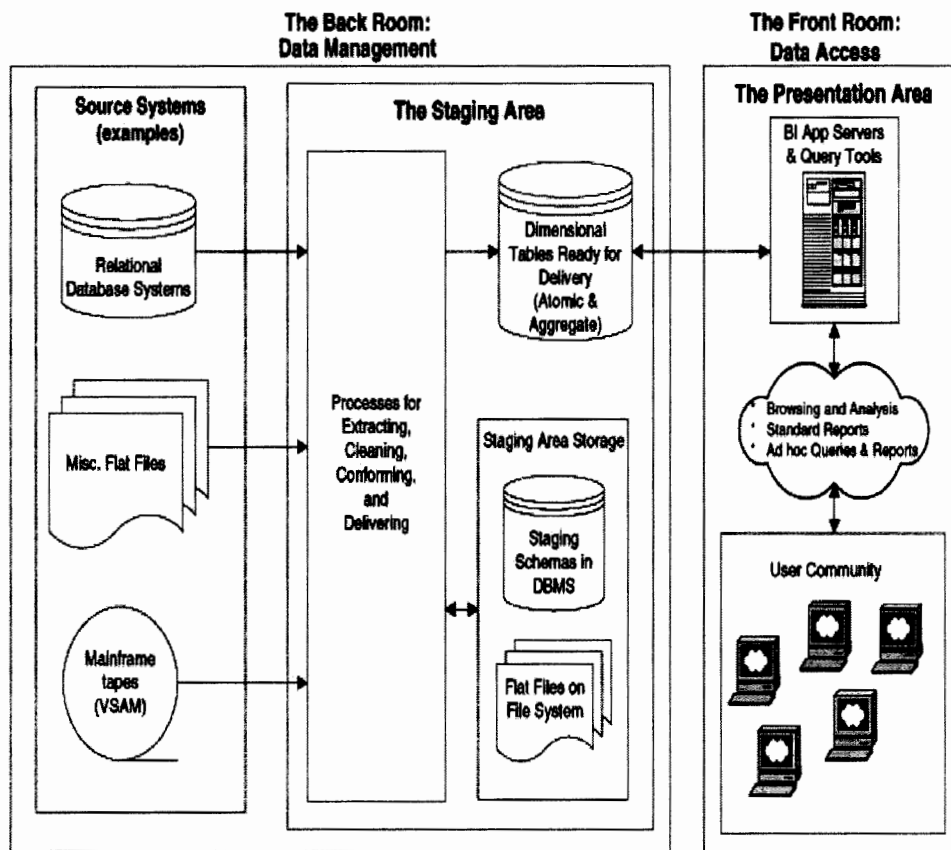 The Back Room:
Data Management
The Front Room:
Data Access
Source Systems
(examples)
Relational
Database Systems
Misc. Flat Files
Mainframe
tapes
(VSAM)
The Staging Area
Processes for
Extracting,
Cleaning,
Conforming,
and
Delivering
Dimensional
Tables Ready for
Delivery
(Atomic &
Aggregate)
Staging Area Storage
Staging
Schemas in
DBMS
Flat Files on
File System
The Presentation Area
BI App Servers
& Query Tools
• Browsing and Analysis
• Standard Reports
• Ad hoc Queries & Reports
User Community